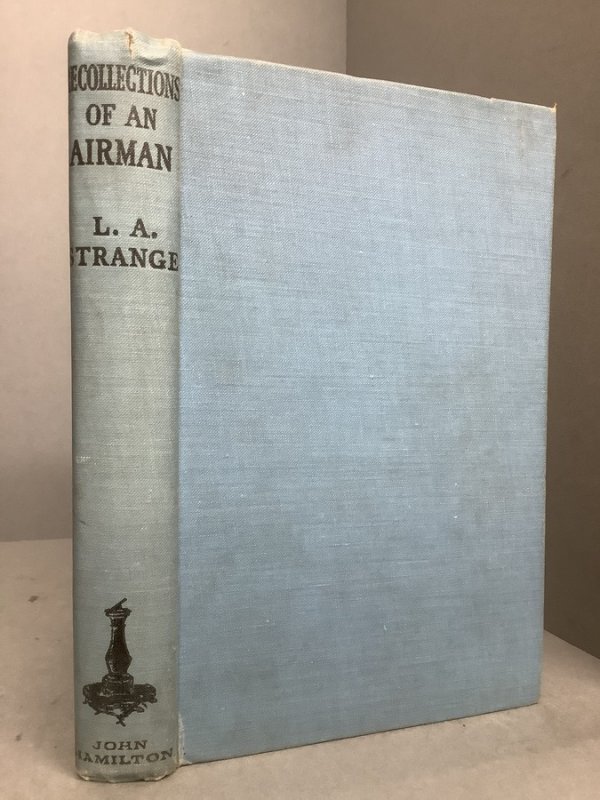 RECOLLECTIONS
OF AN
AIRMAN
L. A.
STRANGE
JOHN
HAMILTON